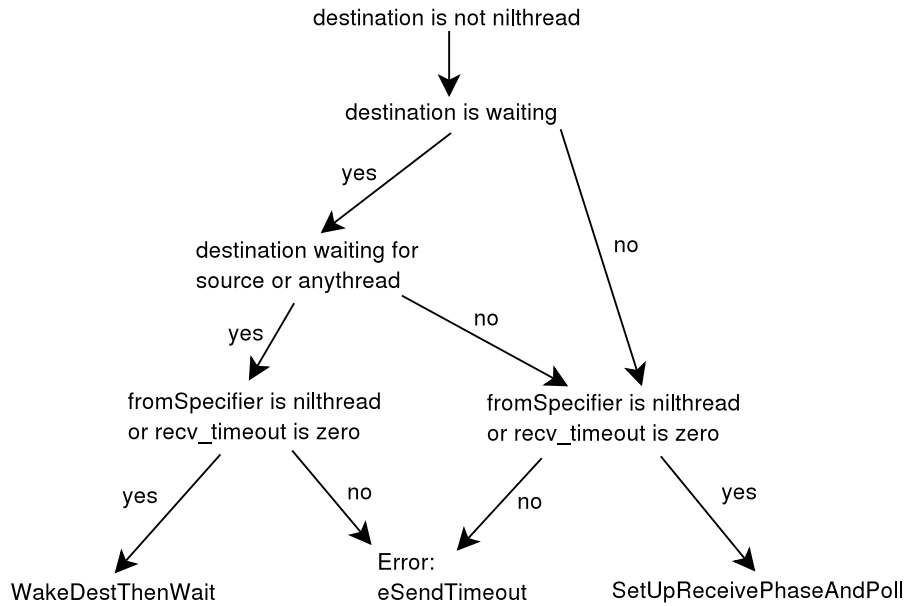 destination is not nilthread
destination is waiting
yes
no
destination waiting for
source or anythread
yes
no
fromSpecifier is nilthread
or recv_timeout is zero
fromSpecifier is nilthread
or recv_timeout is zero
yes
no
no
yes
WakeDestThenWait
Error:
eSendTimeout
SetUpReceivePhaseAndPoll